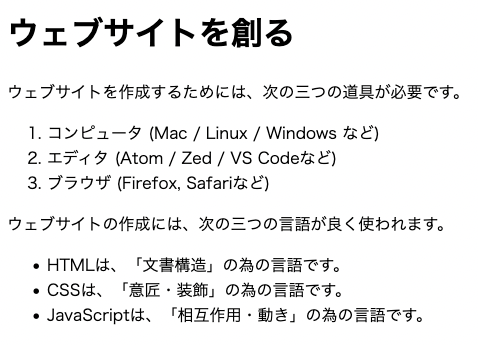 ウェブサイトを創る
ウェブサイトを作成するためには、次の三つの道具が必要です。
1. コンピュータ (Mac / Linux / Windows など)
2. エディタ (Atom / Zed / VS Codeなど)
3. ブラウザ (Firefox, Safariなど)
ウェブサイトの作成には、次の三つの言語が良く使われます。
• HTMLは、「文書構造」の為の言語です。
• CSSは、「意匠・装飾」の為の言語です。
• JavaScriptは、「相互作用・動き」の為の言語です。